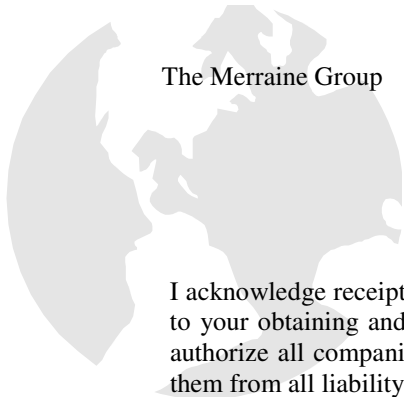 The Merraine Group
I acknowledge receipt
to your obtaining and
authorize all compani
them from all liability